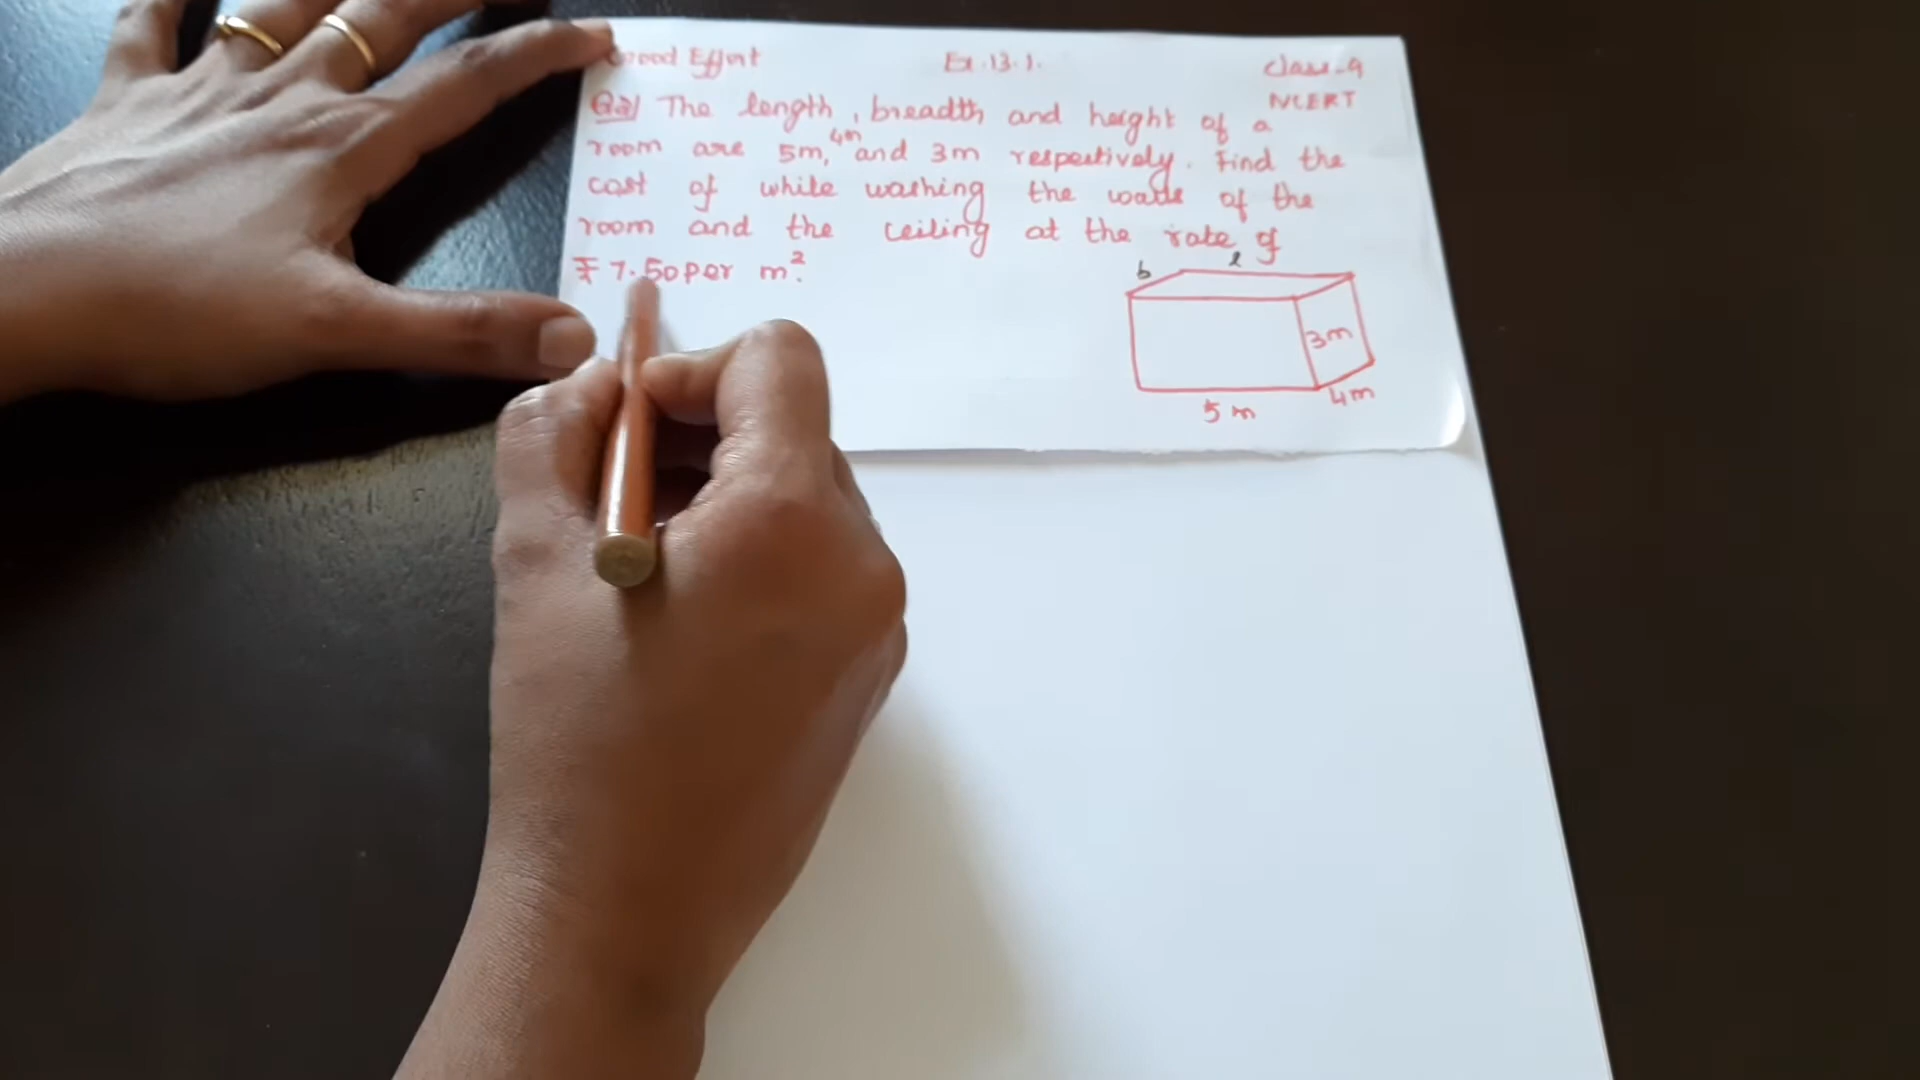 Good Effort Ex.13.1. Class-9
NCERT
Q2) The length, breadth and height of a
room are 5m, 4m and 3m respectively. Find the
cost of while washing the walls of the
room and the ceiling at the rate of
₹ 7.50 per m².
b l
3m
4m
5 m